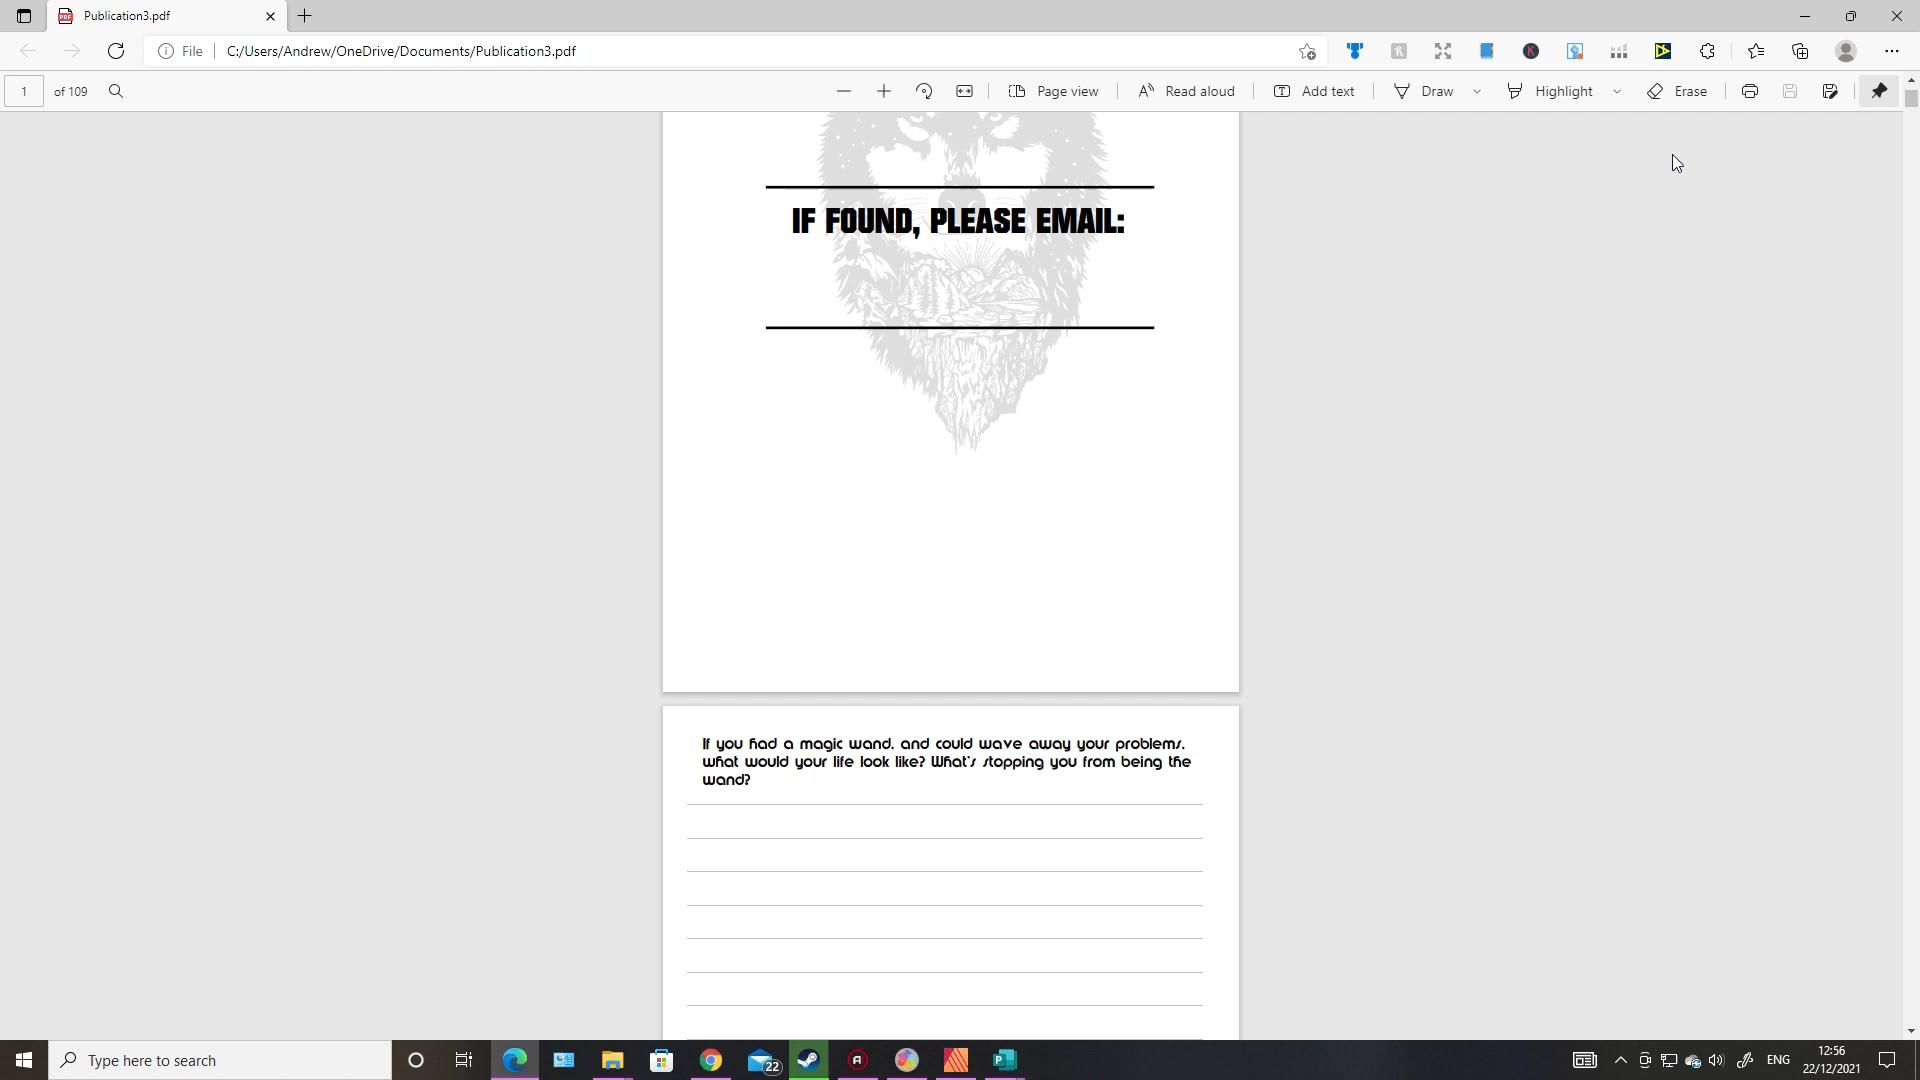 Publication3.pdf
File
C:/Users/Andrew/OneDrive/Documents/Publication3.pdf
1 of 109
Page view
Read aloud
Add text
Draw
Highlight
Erase
IF FOUND, PLEASE EMAIL:
If you had a magic wand, and could wave away your problems,
what would your life look like? What's stopping you from being the
wand?
Type here to search
22
ENG
12:56
22/12/2021